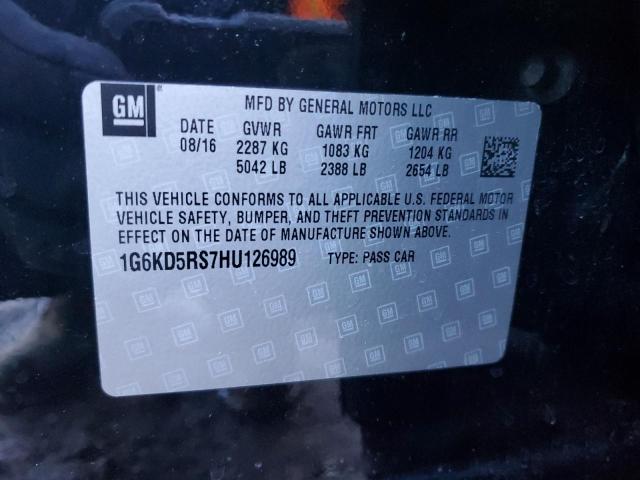 GM
MFD BY GENERAL MOTORS LLC
DATE GVWR GAWR FRT GAWR RR
08/16 2287 KG 1083 KG 1204 KG
5042 LB 2388 LB 2654 LB
THIS VEHICLE CONFORMS TO ALL APPLICABLE U.S. FEDERAL MOTOR
VEHICLE SAFETY, BUMPER, AND THEFT PREVENTION STANDARDS IN
EFFECT ON THE DATE OF MANUFACTURE SHOWN ABOVE.
1G6KD5RS7HU126989 TYPE: PASS CAR